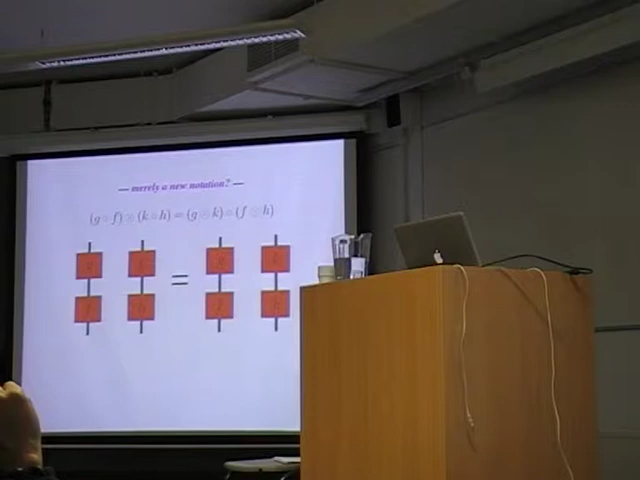 — merely a new notation? —
(g ∘ f) ⊗ (k ∘ h) = (g ⊗ k) ∘ (f ⊗ h)
=